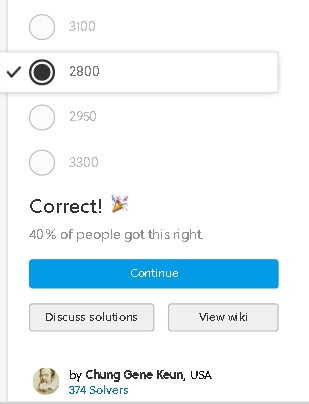 3100
2800
2950
3300
Correct! 🎉
40% of people got this right.
Continue
Discuss solutions
View wiki
by Chung Gene Keun, USA
374 Solvers